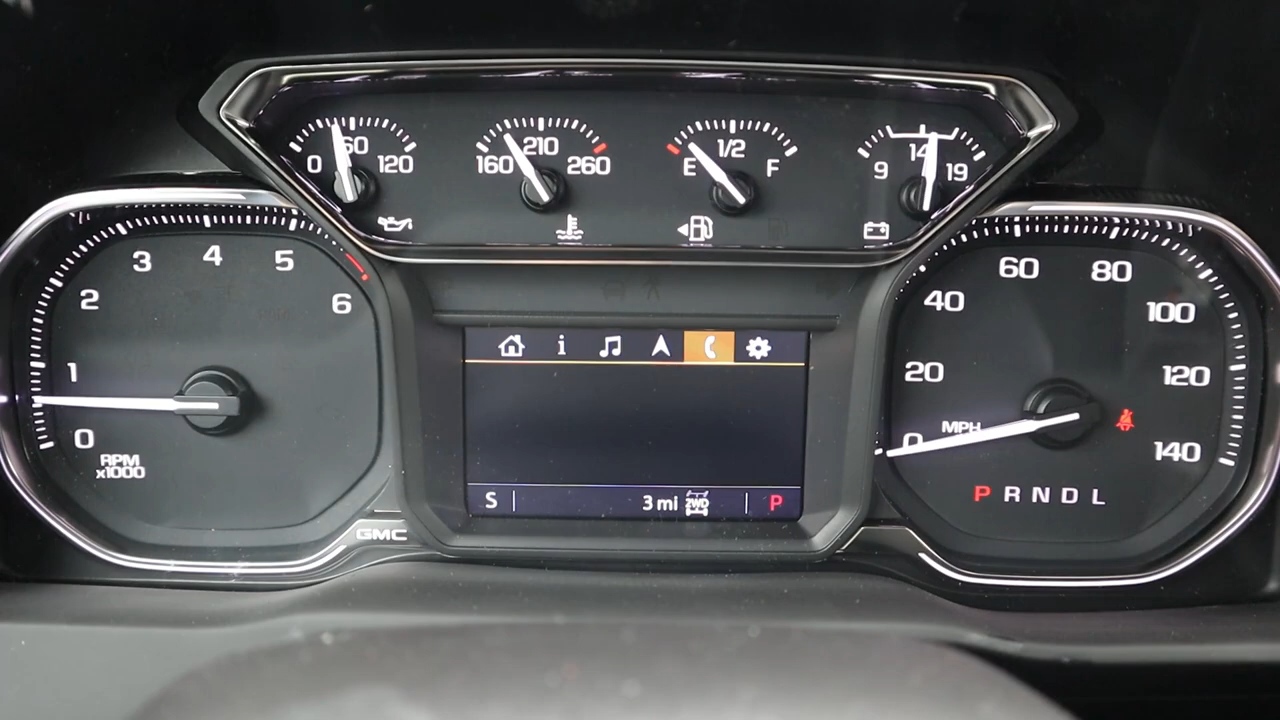 0 60 120
160 210 260
E 1/2 F
9 14 19
0 1 2 3 4 5 6
RPM
x1000
GMC
i
S 3 mi 2WD P
0 20 40 60 80 100 120 140
MPH
P R N D L